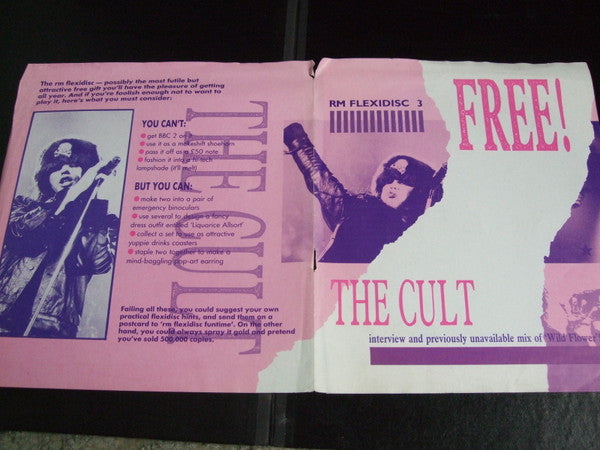 The rm flexidisc — possibly the most futile but
attractive free gift you'll have the pleasure of getting
all year. And if you're foolish enough not to want to
play it, here's what you must consider:
YOU CAN'T:
get BBC 2 on it
use it as a makeshift shoehorn
pass it off as a £50 note
fashion it into a hi-tech
lampshade (it'll melt)
BUT YOU CAN:
make two into a pair of
emergency binoculars
use several to design a fancy
dress outfit entitled 'Liquorice Allsort'
collect a set to use as attractive
yuppie drinks coasters
staple two together to make a
mind-boggling pop-art earring
Failing all these, you could suggest your own
practical flexidisc hints, and send them on a
postcard to 'rm flexidisc funtime'. On the other
hand, you could always spray it gold and pretend
you've sold 500,000 copies.
THE CULT
RM FLEXIDISC 3
FREE!
THE CULT
interview and previously unavailable mix of 'Wild Flower'